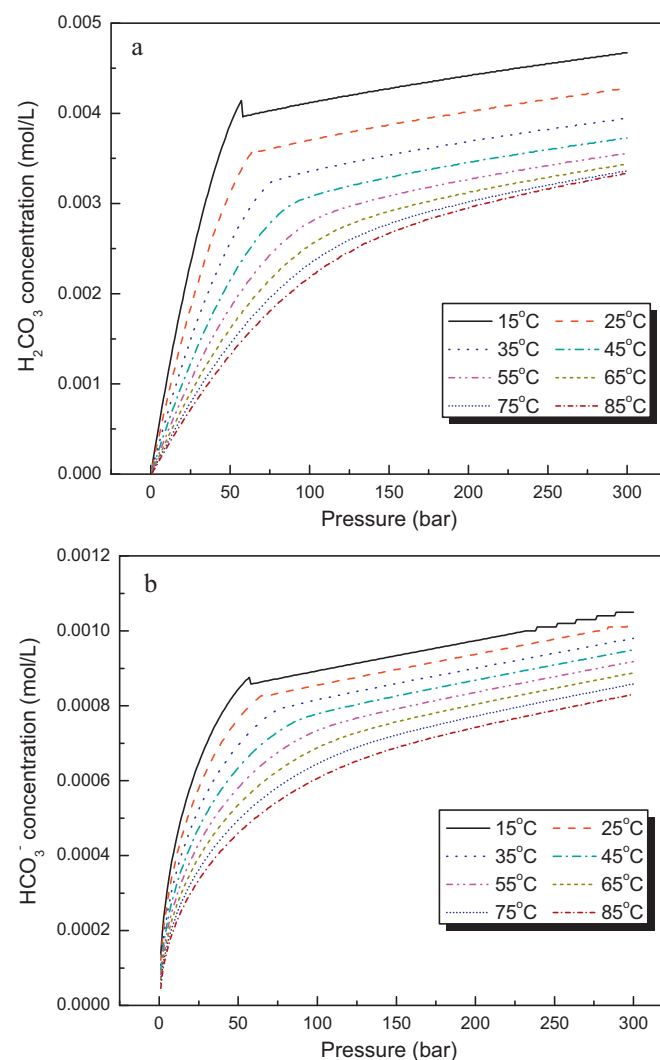 a
0.005
0.004
0.003
0.002
0.001
0.000
H₂CO₃ concentration (mol/L)
15°C 25°C
35°C 45°C
55°C 65°C
75°C 85°C
0 50 100 150 200 250 300
Pressure (bar)
b
0.0012
0.0010
0.0008
0.0006
0.0004
0.0002
0.0000
HCO₃⁻ concentration (mol/L)
15°C 25°C
35°C 45°C
55°C 65°C
75°C 85°C
0 50 100 150 200 250 300
Pressure (bar)